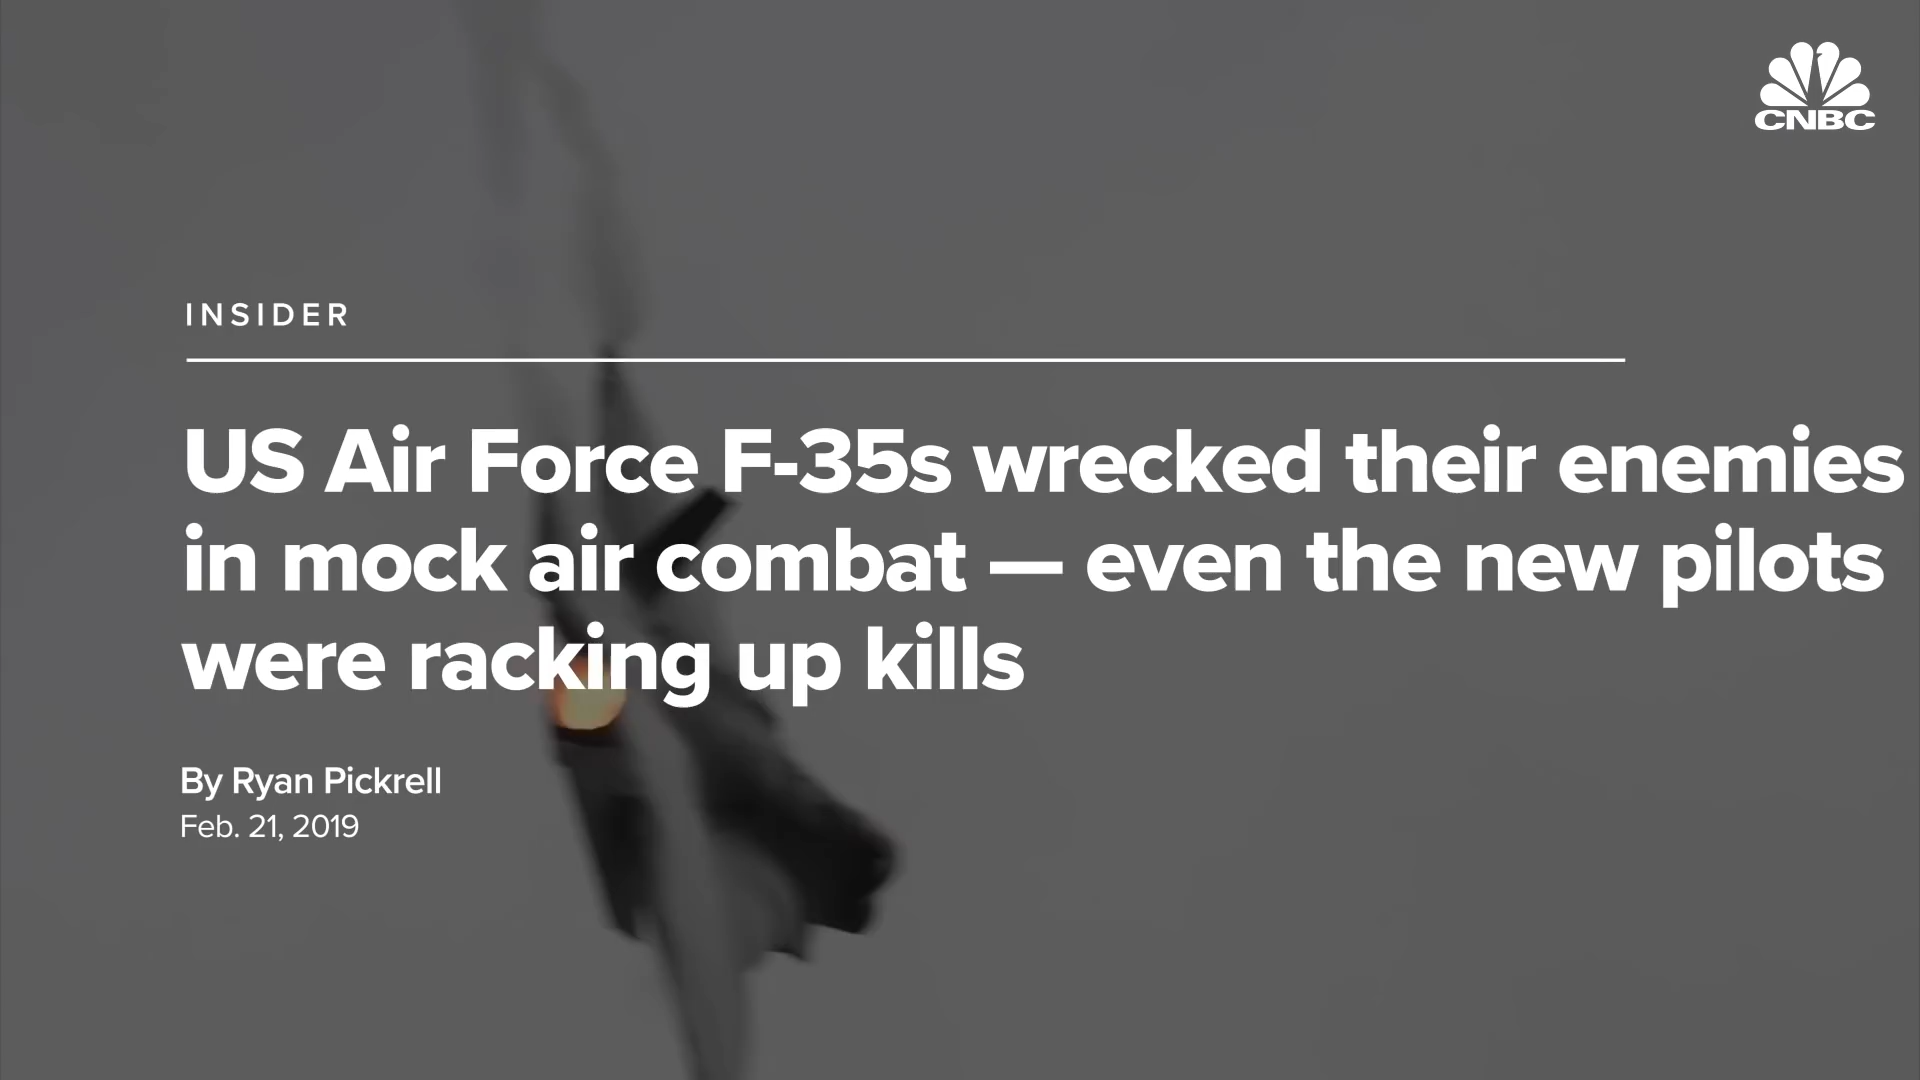 CNBC
INSIDER
US Air Force F-35s wrecked their enemies
in mock air combat — even the new pilots
were racking up kills
By Ryan Pickrell
Feb. 21, 2019